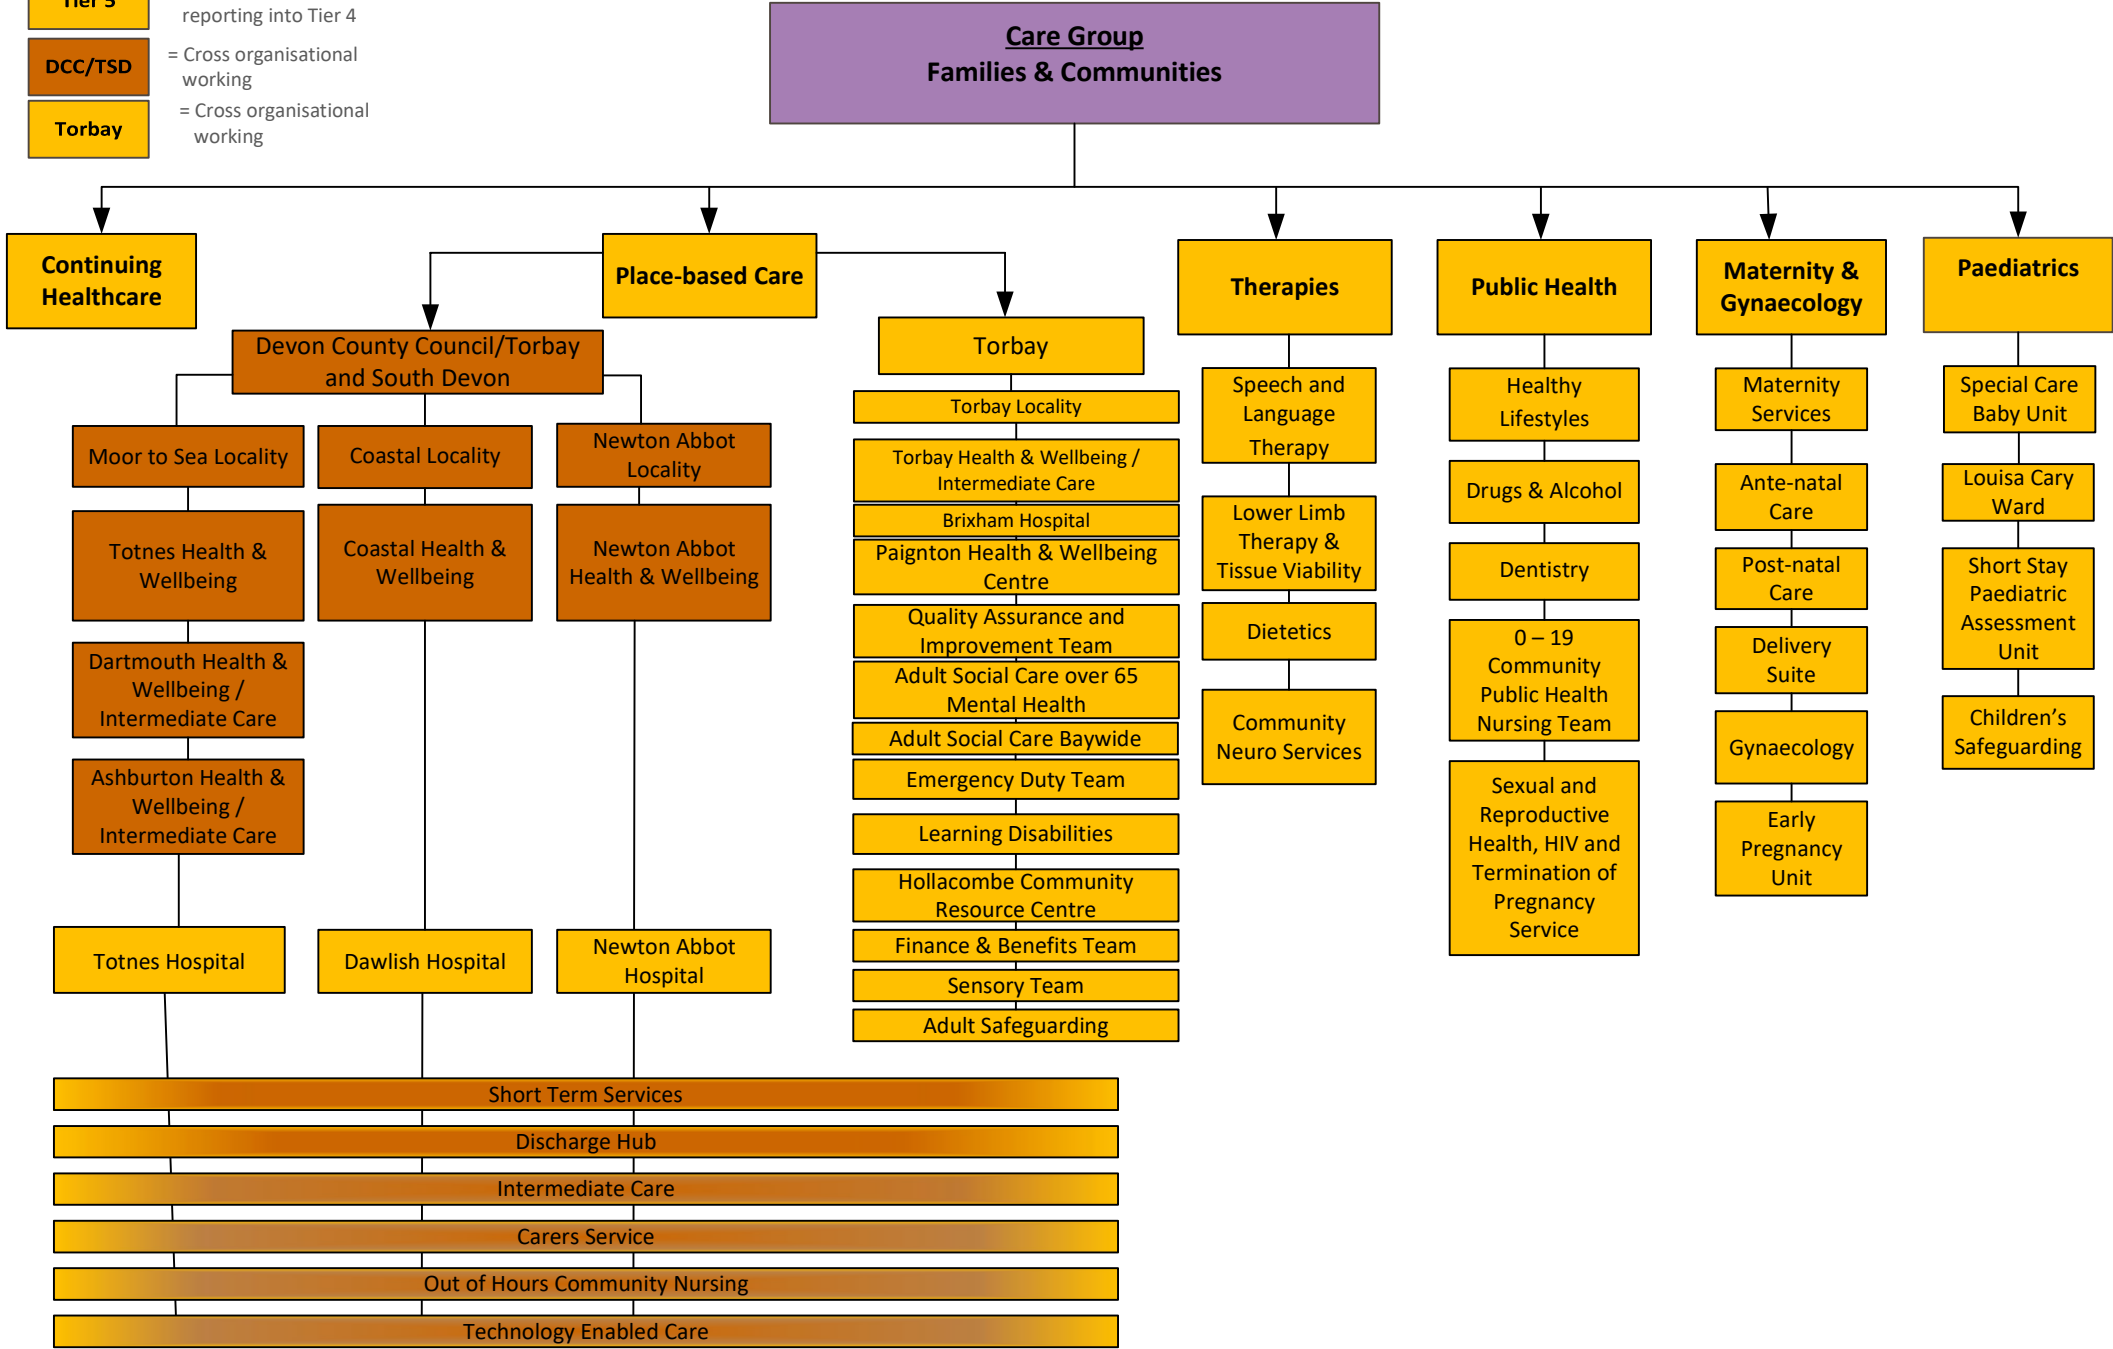 Tier 5
reporting into Tier 4
DCC/TSD
= Cross organisational
working
Torbay
= Cross organisational
working
Care Group
Families & Communities
Continuing
Healthcare
Place-based Care
Therapies
Public Health
Maternity &
Gynaecology
Paediatrics
Devon County Council/Torbay
and South Devon
Moor to Sea Locality
Totnes Health &
Wellbeing
Dartmouth Health &
Wellbeing /
Intermediate Care
Ashburton Health &
Wellbeing /
Intermediate Care
Totnes Hospital
Coastal Locality
Coastal Health &
Wellbeing
Dawlish Hospital
Newton Abbot
Locality
Newton Abbot
Health & Wellbeing
Newton Abbot
Hospital
Torbay
Torbay Locality
Torbay Health & Wellbeing /
Intermediate Care
Brixham Hospital
Paignton Health & Wellbeing
Centre
Quality Assurance and
Improvement Team
Adult Social Care over 65
Mental Health
Adult Social Care Baywide
Emergency Duty Team
Learning Disabilities
Hollacombe Community
Resource Centre
Finance & Benefits Team
Sensory Team
Adult Safeguarding
Speech and
Language
Therapy
Lower Limb
Therapy &
Tissue Viability
Dietetics
Community
Neuro Services
Healthy
Lifestyles
Drugs & Alcohol
Dentistry
0 – 19
Community
Public Health
Nursing Team
Sexual and
Reproductive
Health, HIV and
Termination of
Pregnancy
Service
Maternity
Services
Ante-natal
Care
Post-natal
Care
Delivery
Suite
Gynaecology
Early
Pregnancy
Unit
Special Care
Baby Unit
Louisa Cary
Ward
Short Stay
Paediatric
Assessment
Unit
Children’s
Safeguarding
Short Term Services
Discharge Hub
Intermediate Care
Carers Service
Out of Hours Community Nursing
Technology Enabled Care